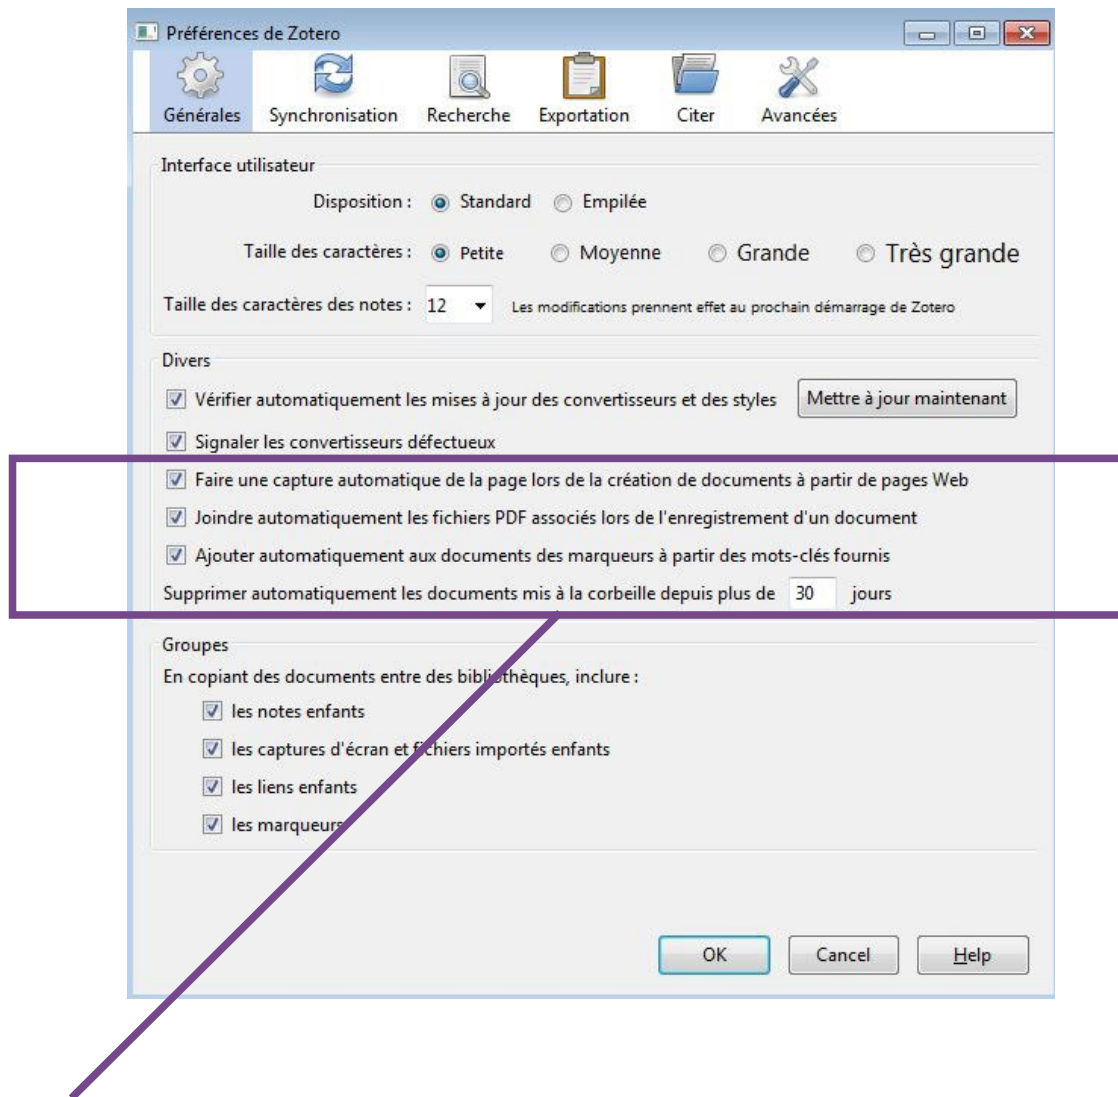 Préférences de Zotero
Générales Synchronisation Recherche Exportation Citer Avancées
Interface utilisateur
Disposition : Standard Empilée
Taille des caractères : Petite Moyenne Grande Très grande
Taille des caractères des notes : 12 Les modifications prennent effet au prochain démarrage de Zotero
Divers
Vérifier automatiquement les mises à jour des convertisseurs et des styles Mettre à jour maintenant
Signaler les convertisseurs défectueux
Faire une capture automatique de la page lors de la création de documents à partir de pages Web
Joindre automatiquement les fichiers PDF associés lors de l'enregistrement d'un document
Ajouter automatiquement aux documents des marqueurs à partir des mots-clés fournis
Supprimer automatiquement les documents mis à la corbeille depuis plus de 30 jours
Groupes
En copiant des documents entre des bibliothèques, inclure :
les notes enfants
les captures d'écran et fichiers importés enfants
les liens enfants
les marqueurs
OK Cancel Help